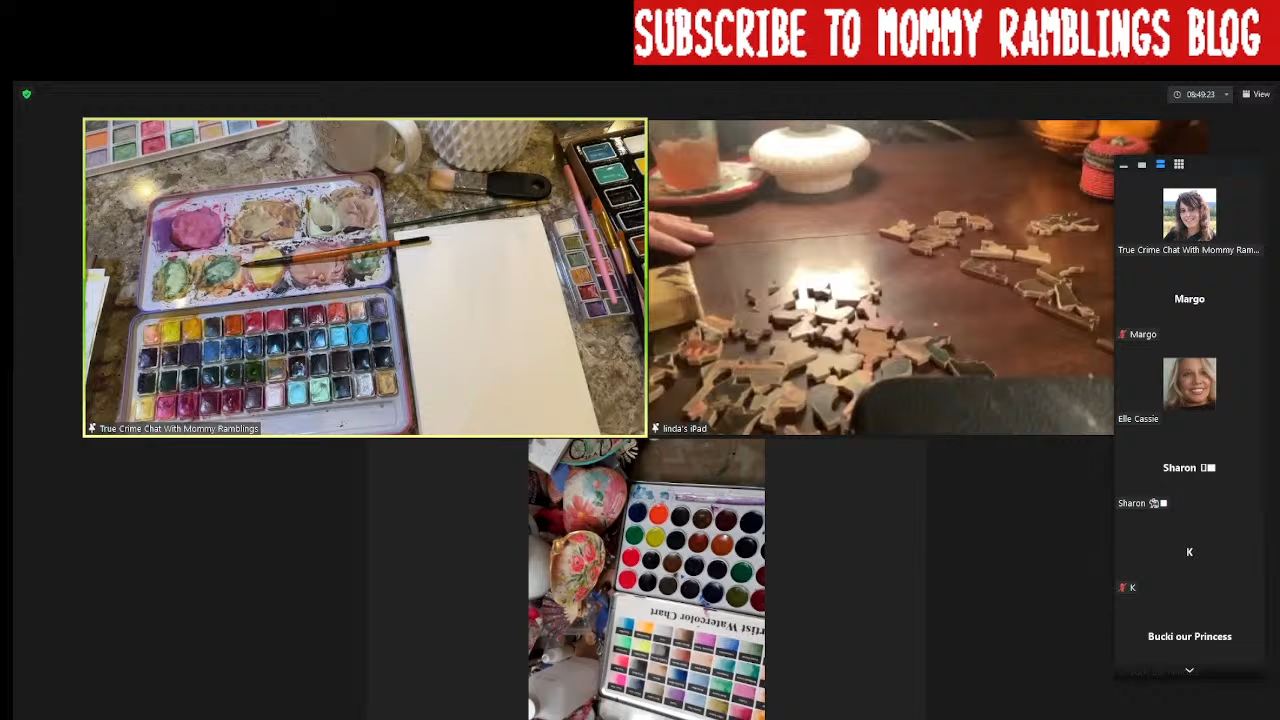 SUBSCRIBE TO MOMMY RAMBLINGS BLOG
08:49:23
View
True Crime Chat With Mommy Ram...
Margo
Margo
Elle Cassie
Sharon
Sharon
K
K
Bucki our Princess
True Crime Chat With Mommy Ramblings
linda's iPad
Artist Watercolor Chart